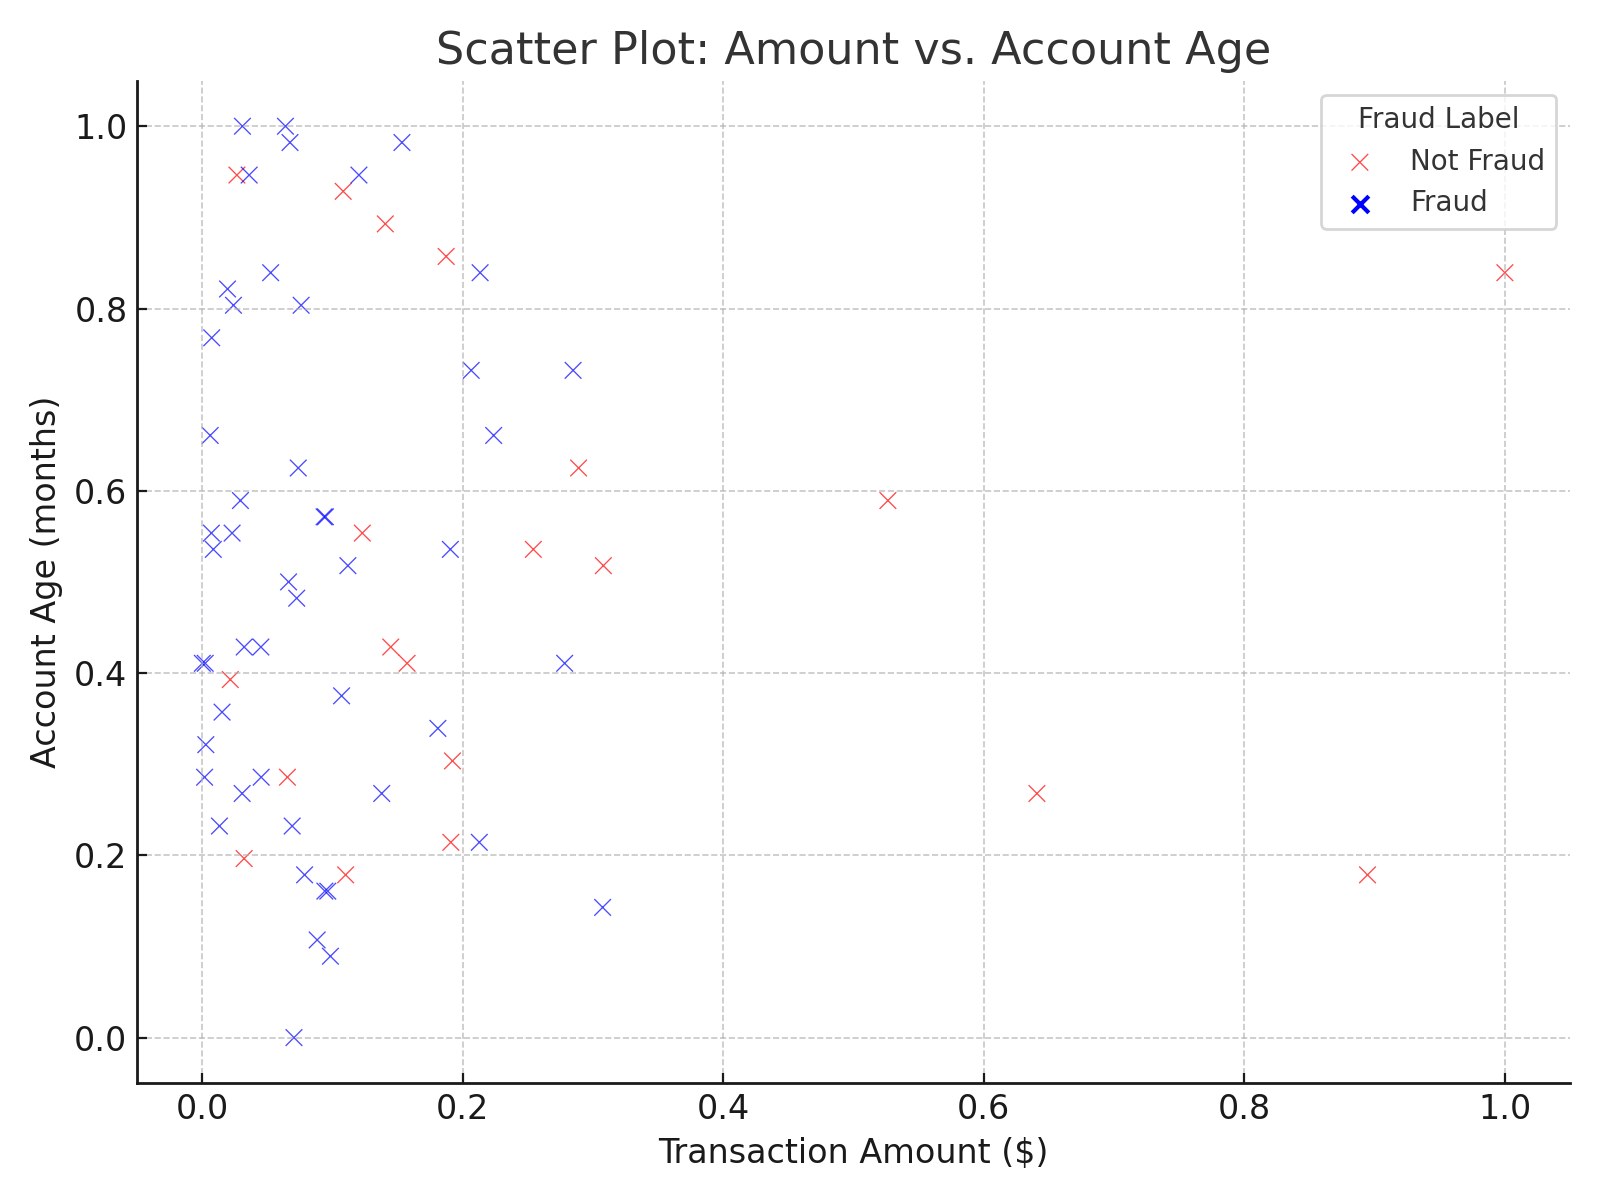 Scatter Plot: Amount vs. Account Age
Fraud Label
Not Fraud
Fraud
1.0
0.8
0.6
0.4
0.2
0.0
Account Age (months)
0.0 0.2 0.4 0.6 0.8 1.0
Transaction Amount ($)